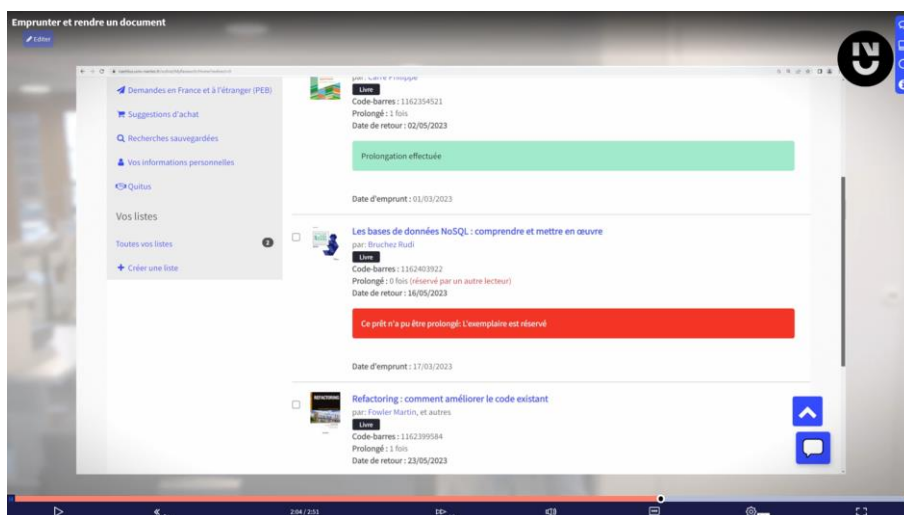 Emprunter et rendre un document
Editer
Demandes en France et à l'étranger (PEB)
Suggestions d'achat
Recherches sauvegardées
Vos informations personnelles
Quitus
Vos listes
Toutes vos listes 2
Créer une liste
par: Carré Philippe
Livre
Code-barres : 1162354521
Prolongé : 1 fois
Date de retour : 02/05/2023
Prolongation effectuée
Date d'emprunt : 01/03/2023
Les bases de données NoSQL : comprendre et mettre en œuvre
par: Bruchez Rudi
Livre
Code-barres : 1162403922
Prolongé : 0 fois (réservé par un autre lecteur)
Date de retour : 16/05/2023
Ce prêt n'a pu être prolongé: L'exemplaire est réservé
Date d'emprunt : 17/03/2023
REFACTORING
Refactoring : comment améliorer le code existant
par: Fowler Martin, et autres
Livre
Code-barres : 1162399584
Prolongé : 1 fois
Date de retour : 23/05/2023
2:04 / 2:51